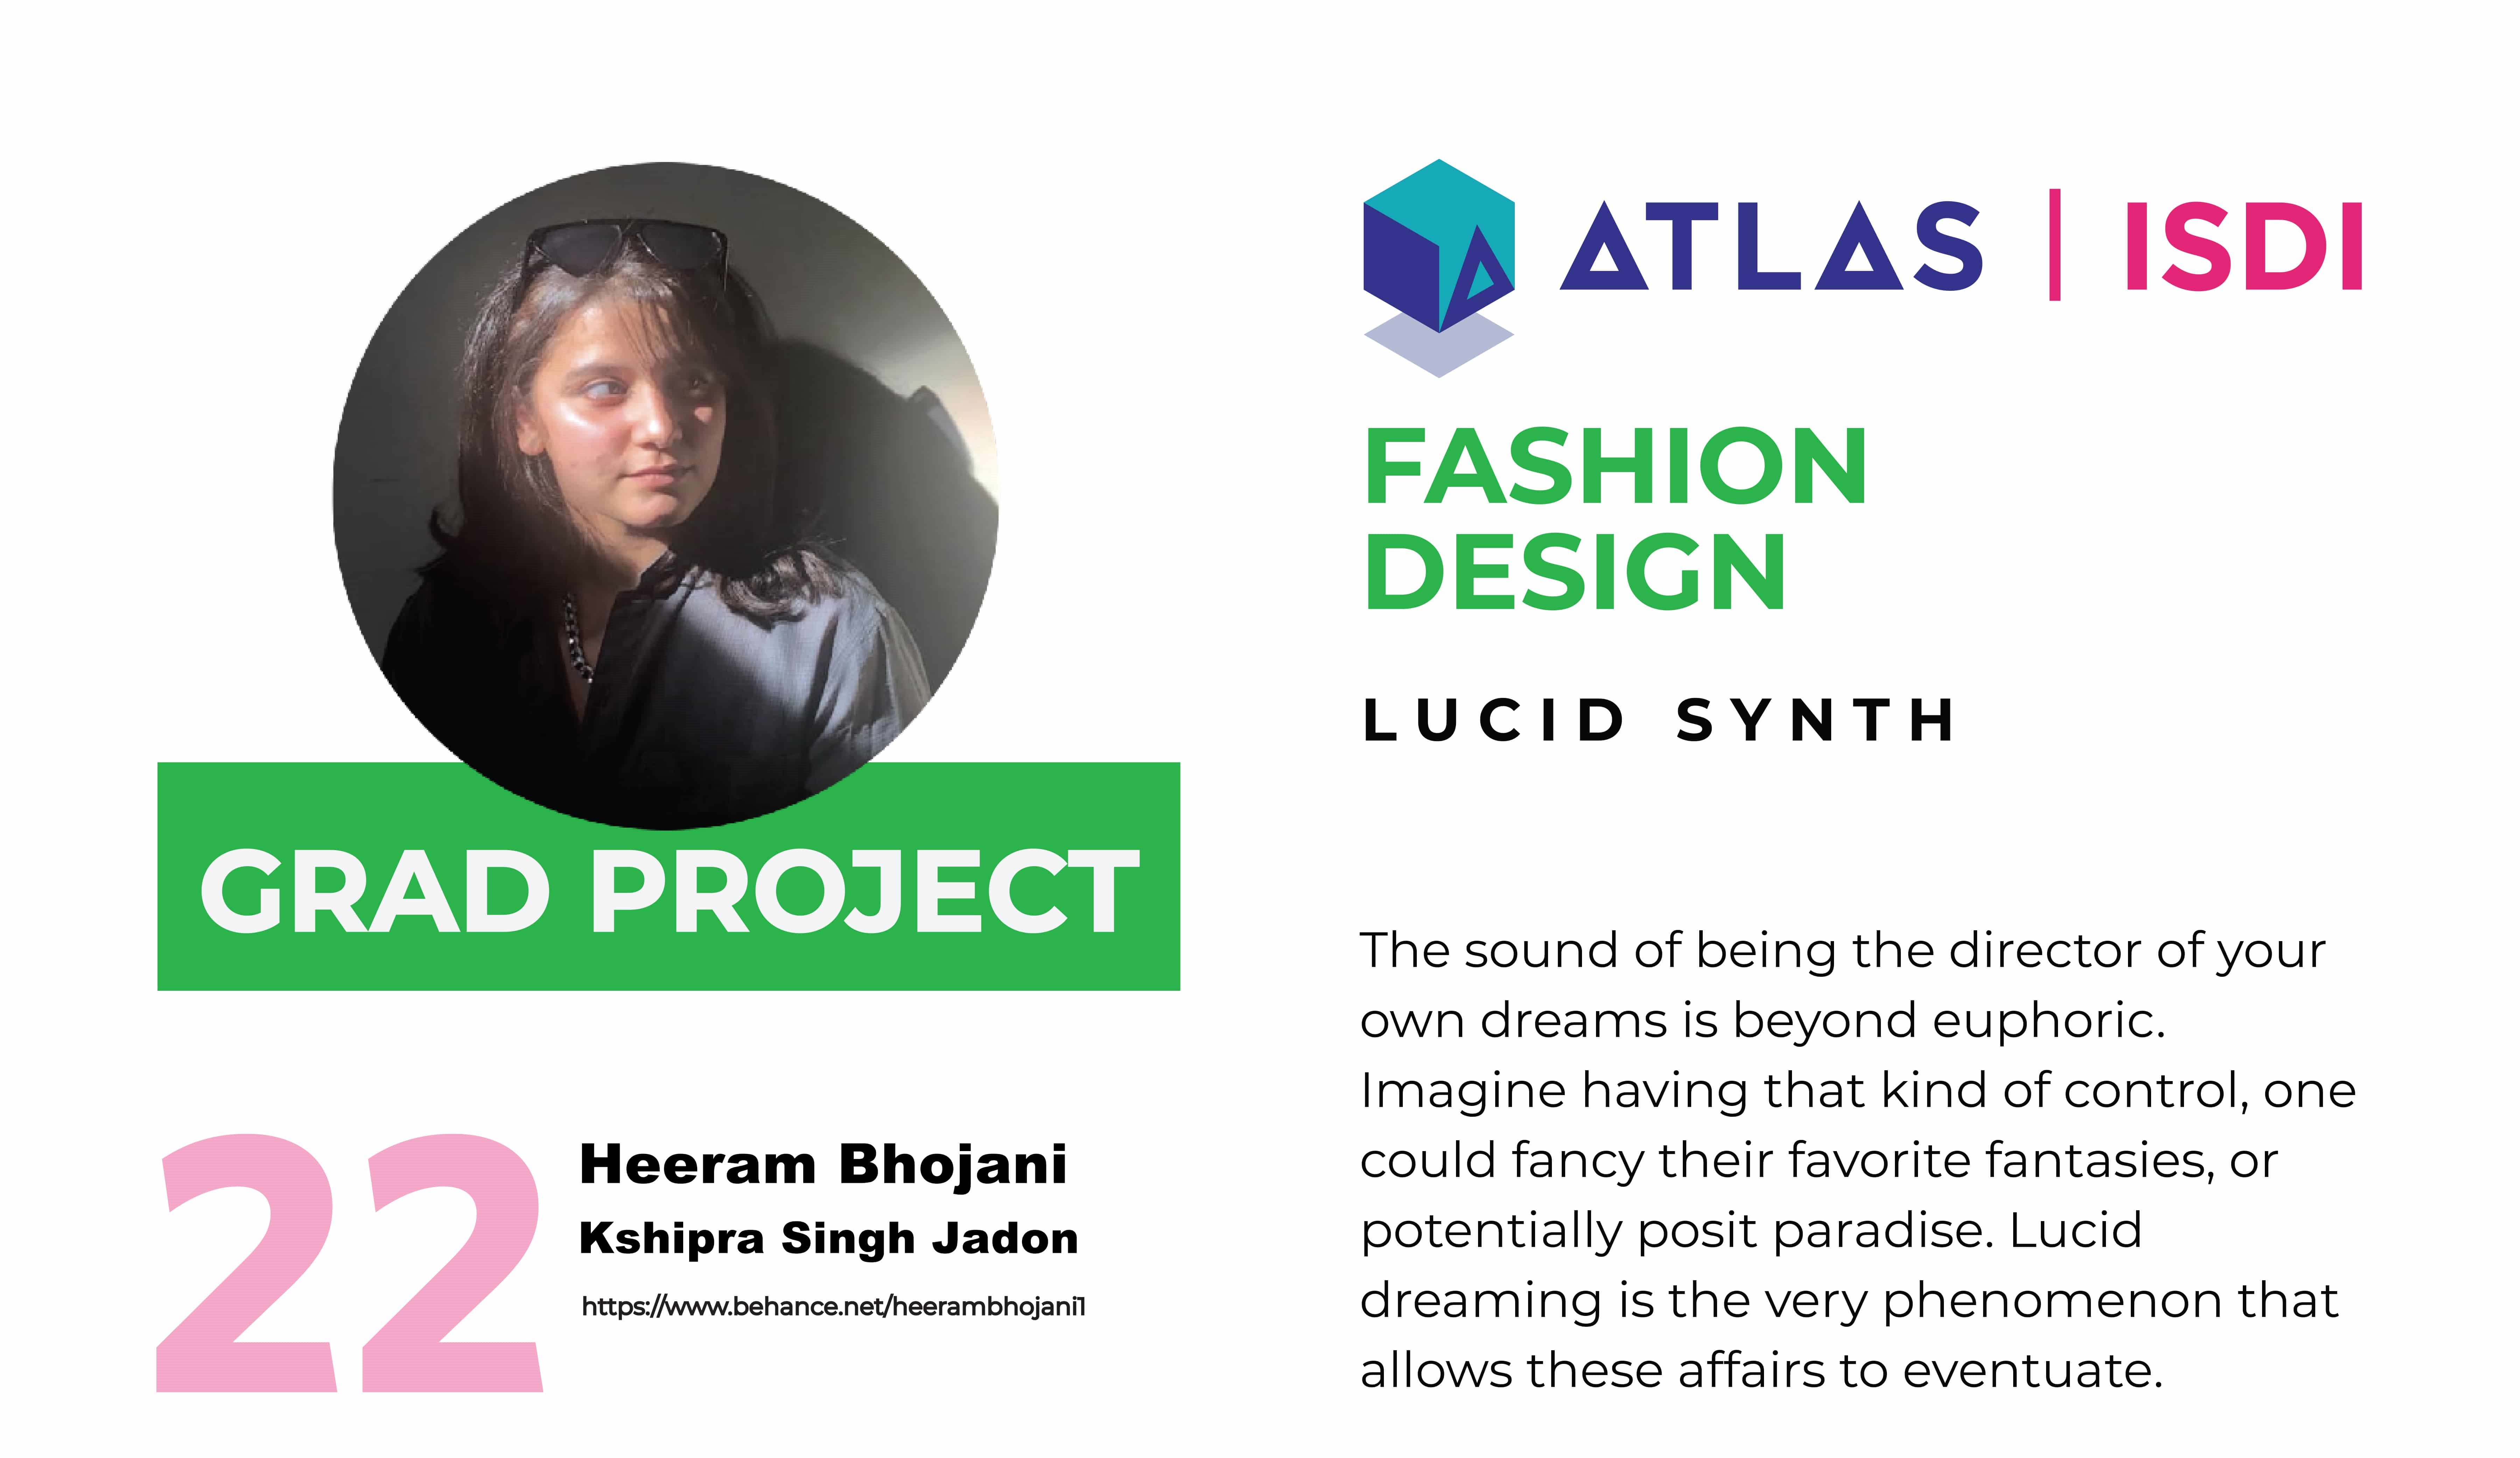 ATLAS | ISDI
FASHION
DESIGN
LUCID SYNTH
GRAD PROJECT
The sound of being the director of your
own dreams is beyond euphoric.
Imagine having that kind of control, one
could fancy their favorite fantasies, or
potentially posit paradise. Lucid
dreaming is the very phenomenon that
allows these affairs to eventuate.
22
Heeram Bhojani
Kshipra Singh Jadon
https://www.behance.net/heerambhojani1